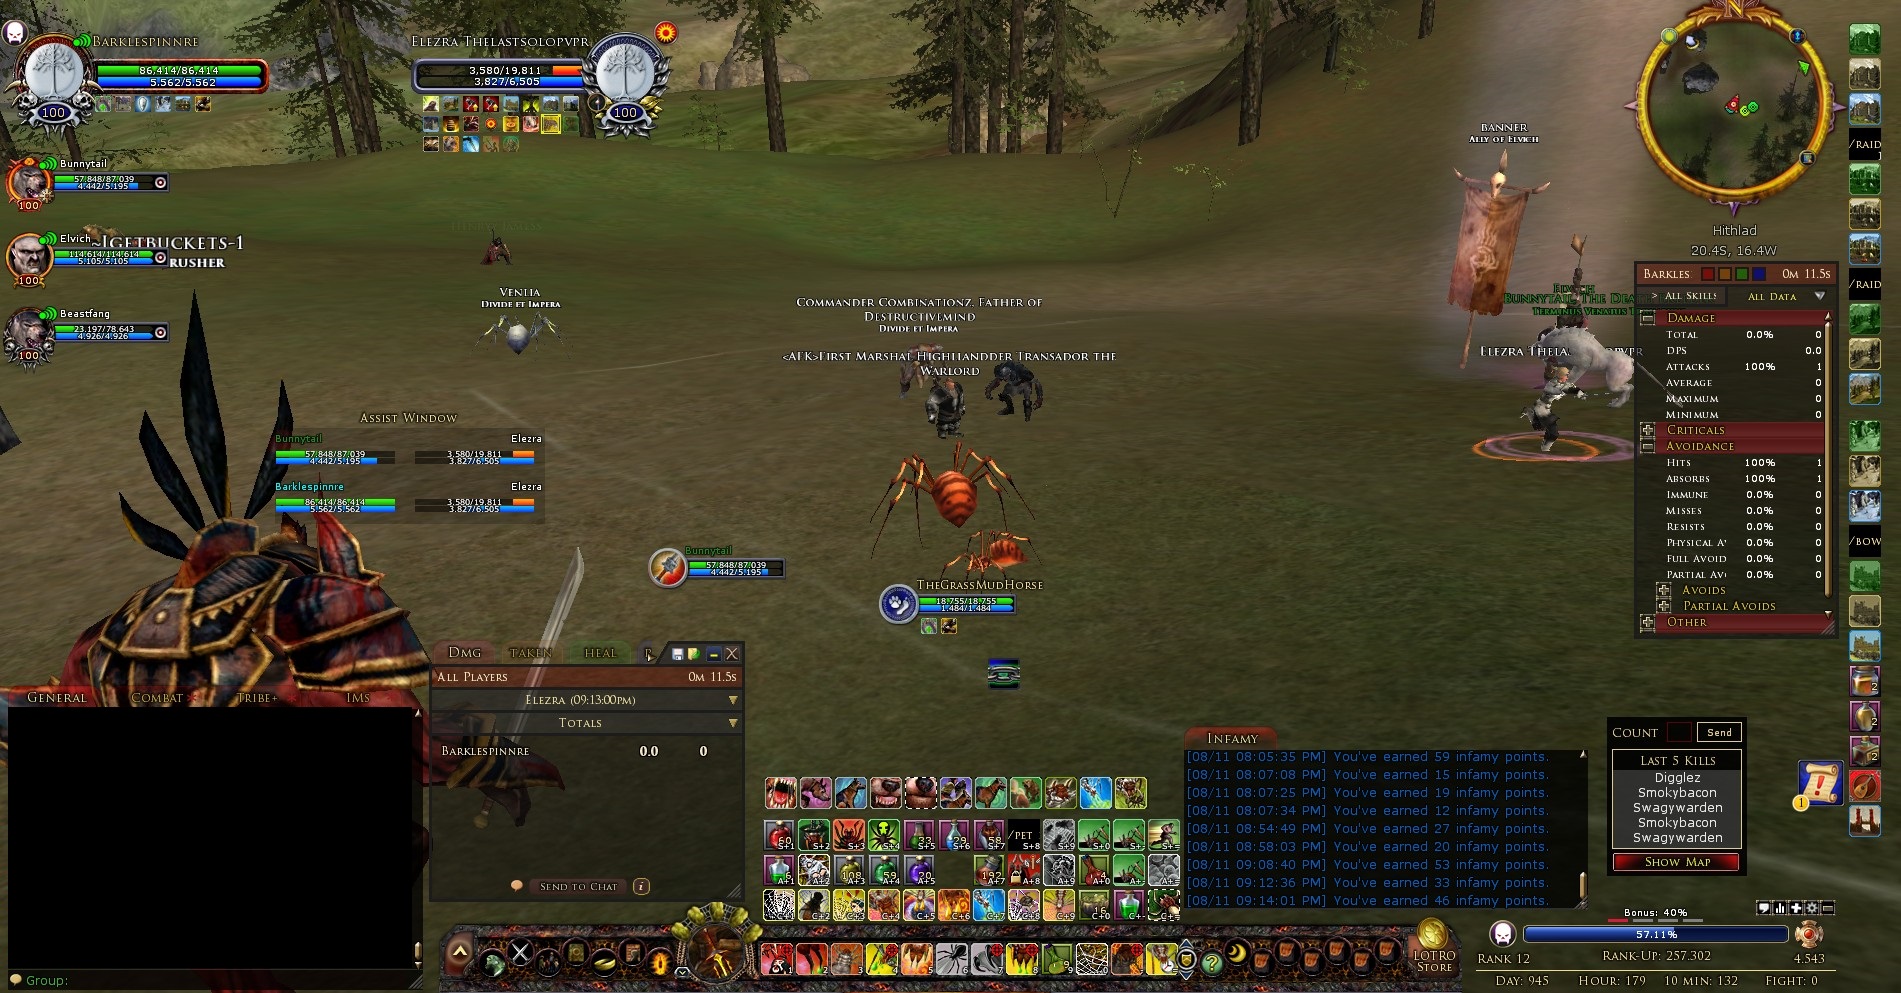 Barklespinnre
86.414/86.414
5.562/5.562
100
Elezra Thelastsolopvpr
3,580/19,811
3.827/6.505
100
Bunnytail
57.848/87.039
4.442/5.195
100
Elvich
114.614/114.614
5.105/5.105
100
~Igetbuckets-1
rusher
Beastfang
23.197/78.643
4.926/4.926
100
Venua
Divide et Impera
Commander Combinationz, Father of
Destructivemind
Divide et Impera
<AFK>First Marshal Highllandder Transador the
Warlord
Banner
Ally of Elvich
Elvich
Bunnytail, The
Terminus Venatus
N
Hithlad
20.4S, 16.4W
Barkles
0m 11.5s
> All Skills
All Data
Damage
Total 0.0% 0
DPS 0.0
Attacks 100% 1
Average 0
Maximum 0
Minimum 0
Criticals
Avoidance
Hits 100% 1
Absorbs 100% 1
Immune 0.0% 0
Misses 0.0% 0
Resists 0.0% 0
Physical A 0.0% 0
Full Avoid 0.0% 0
Partial Av 0.0% 0
Avoids
Partial Avoids
Other
/RAID
/RAID
/BOW
Assist Window
Bunnytail Elezra
57.848/87.039 3,580/19,811
4.442/5.195 3.827/6.505
Barklespinnre Elezra
86.414/86.414 3,580/19,811
5.562/5.562 3.827/6.505
Bunnytail
57.848/87.039
4.442/5.195
TheGrassMudHorse
18.755/18.755
1.484/1.484
Dmg Taken Heal
All Players 0m 11.5s
Elezra (09:13:00pm)
Totals
Barklespinnre 0.0 0
Send to Chat
General Combat Tribe+ IMs
Group:
Infamy
[08/11 08:05:35 PM] You've earned 59 infamy points.
[08/11 08:07:08 PM] You've earned 15 infamy points.
[08/11 08:07:25 PM] You've earned 19 infamy points.
[08/11 08:07:34 PM] You've earned 12 infamy points.
[08/11 08:54:49 PM] You've earned 27 infamy points.
[08/11 08:58:03 PM] You've earned 20 infamy points.
[08/11 09:08:40 PM] You've earned 53 infamy points.
[08/11 09:12:36 PM] You've earned 33 infamy points.
[08/11 09:14:01 PM] You've earned 46 infamy points.
Count Send
Last 5 Kills
Digglez
Smokybacon
Swagywarden
Smokybacon
Swagywarden
Show Map
/PET
LOTRO
Store
Bonus: 40%
57.11%
Rank 12 Rank-Up: 257.302 4.543
Day: 945 Hour: 179 10 Min: 132 Fight: 0